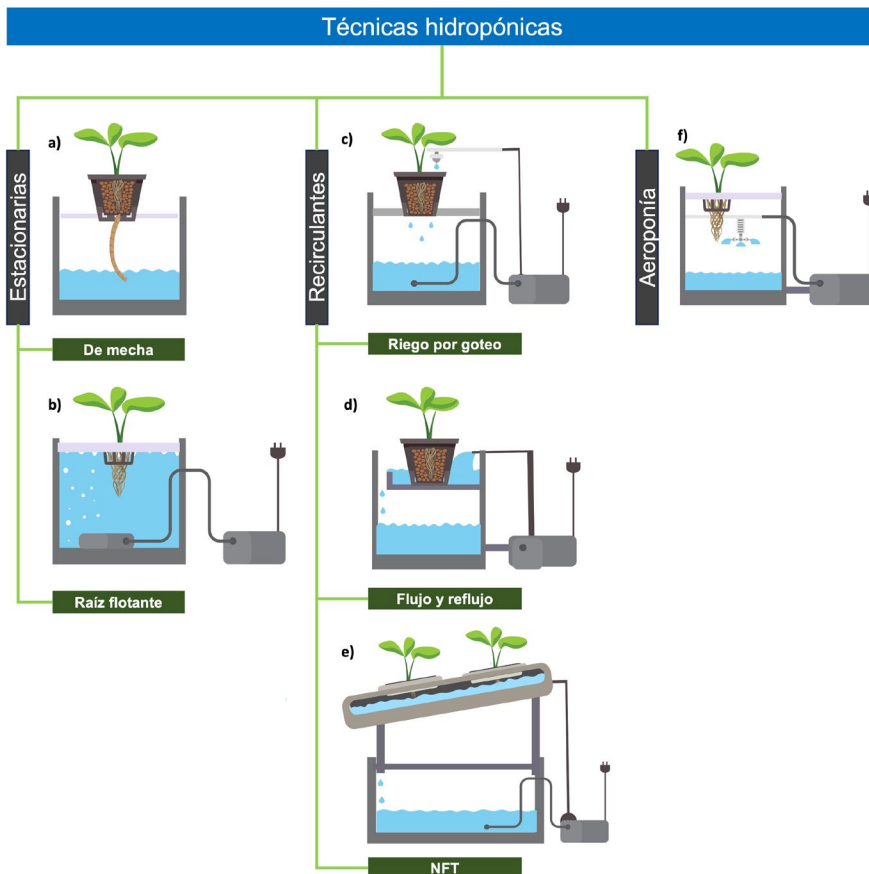 Técnicas hidropónicas
Estacionarias
a)
De mecha
b)
Raíz flotante
Recirculantes
c)
Riego por goteo
d)
Flujo y reflujo
e)
NFT
Aeroponía
f)